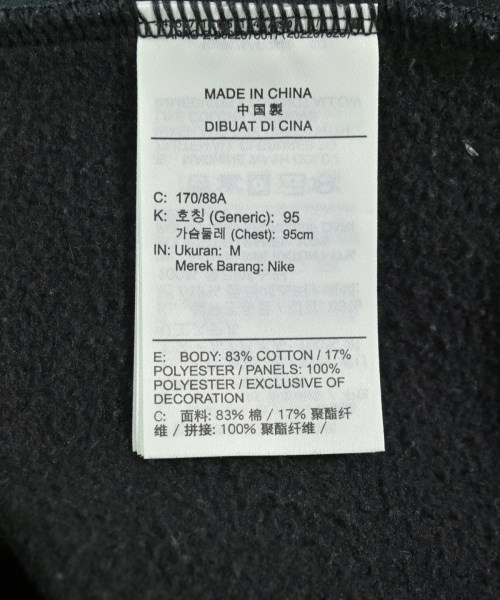 MADE IN CHINA
中国製
DIBUAT DI CINA
C: 170/88A
K: 호칭 (Generic): 95
가슴둘레 (Chest): 95cm
IN: Ukuran: M
Merek Barang: Nike
E: BODY: 83% COTTON / 17%
POLYESTER / PANELS: 100%
POLYESTER / EXCLUSIVE OF
DECORATION
C: 面料: 83% 棉 / 17% 聚酯纤
维 / 拼接: 100% 聚酯纤维 /